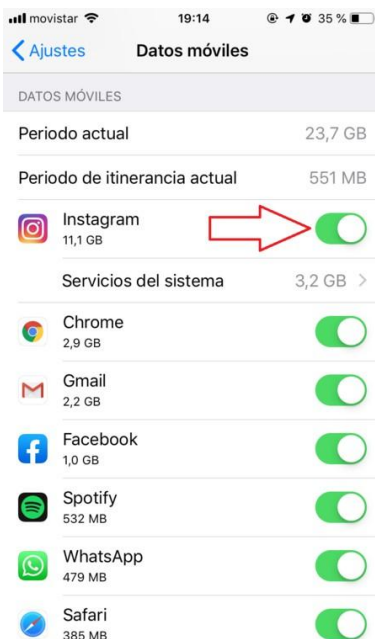 movistar 19:14 35 %
Ajustes Datos móviles
DATOS MÓVILES
Periodo actual 23,7 GB
Periodo de itinerancia actual 551 MB
Instagram
11,1 GB
Servicios del sistema 3,2 GB
Chrome
2,9 GB
Gmail
2,2 GB
Facebook
1,0 GB
Spotify
532 MB
WhatsApp
479 MB
Safari
385 MB